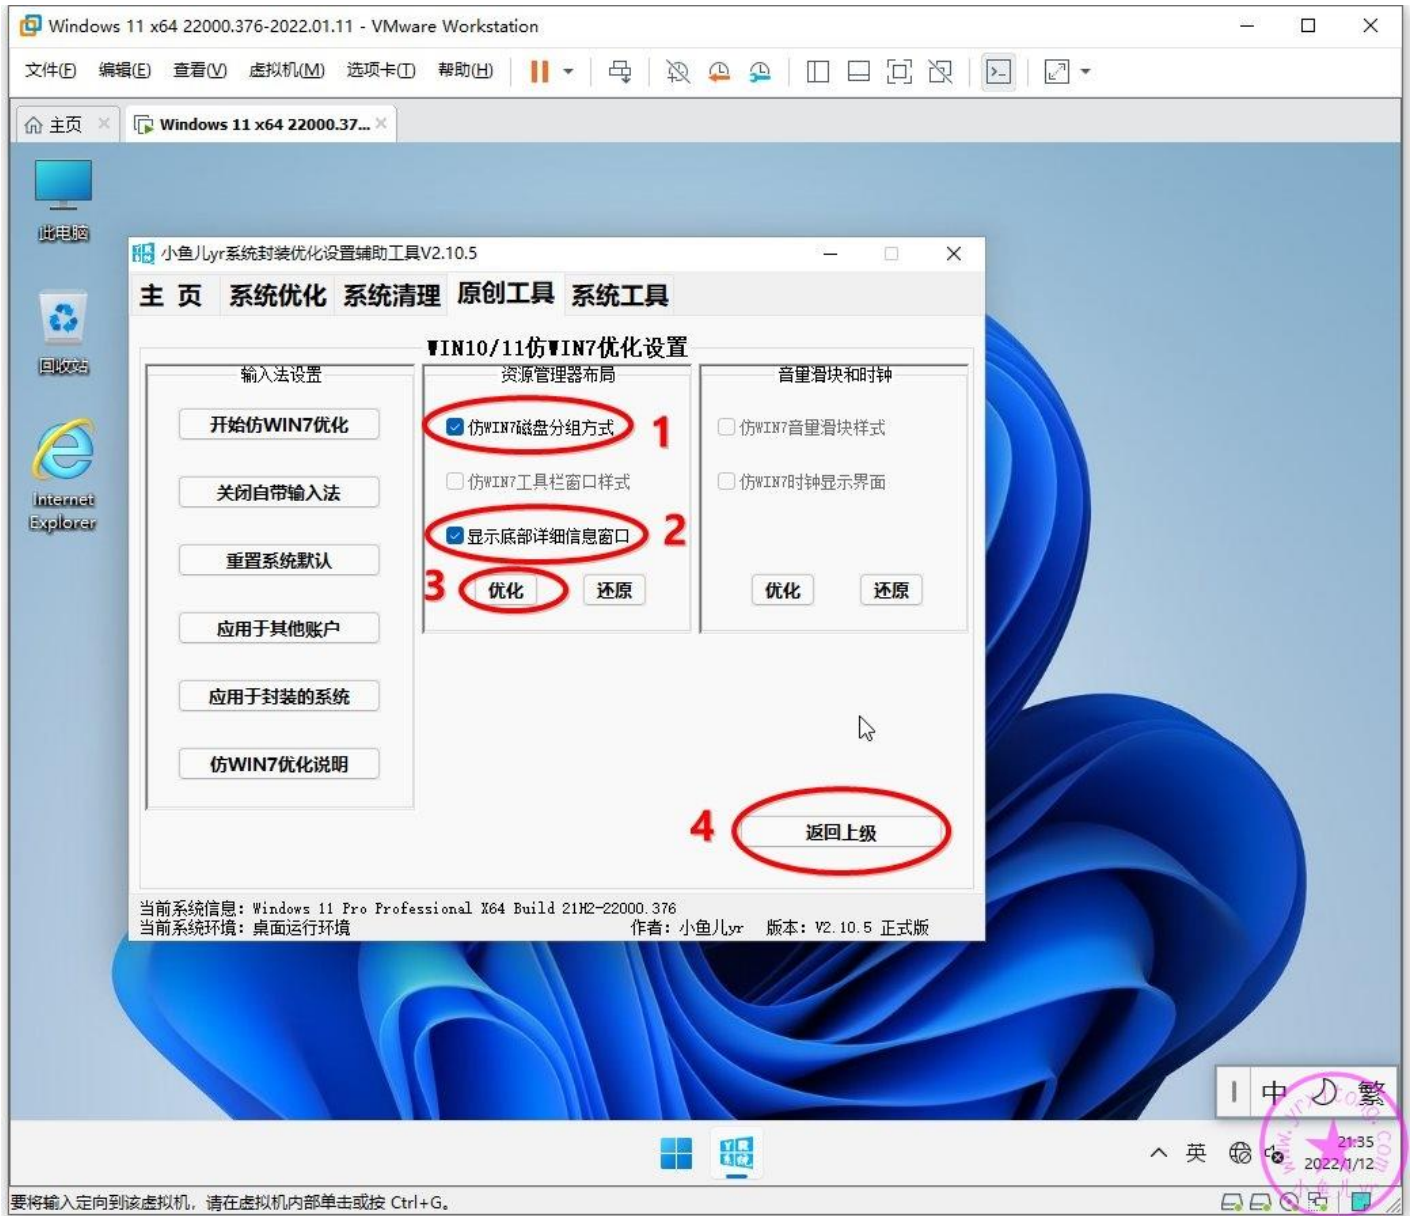 Windows 11 x64 22000.376-2022.01.11 - VMware Workstation
文件(F) 编辑(E) 查看(V) 虚拟机(M) 选项卡(T) 帮助(H)
主页 Windows 11 x64 22000.37...
此电脑
回收站
Internet
Explorer
小鱼儿yr系统封装优化设置辅助工具V2.10.5
主 页 系统优化 系统清理 原创工具 系统工具
WIN10/11仿WIN7优化设置
输入法设置
开始仿WIN7优化
关闭自带输入法
重置系统默认
应用于其他账户
应用于封装的系统
仿WIN7优化说明
资源管理器布局
仿WIN7磁盘分组方式 1
仿WIN7工具栏窗口样式
显示底部详细信息窗口 2
3 优化 还原
音量滑块和时钟
仿WIN7音量滑块样式
仿WIN7时钟显示界面
优化 还原
4 返回上级
当前系统信息: Windows 11 Pro Professional X64 Build 21H2-22000.376
当前系统环境: 桌面运行环境 作者: 小鱼儿yr 版本: V2.10.5 正式版
中 繁
YR
系统
英 21:35
2022/1/12
小鱼儿yr
要将输入定向到该虚拟机，请在虚拟机内部单击或按 Ctrl+G。